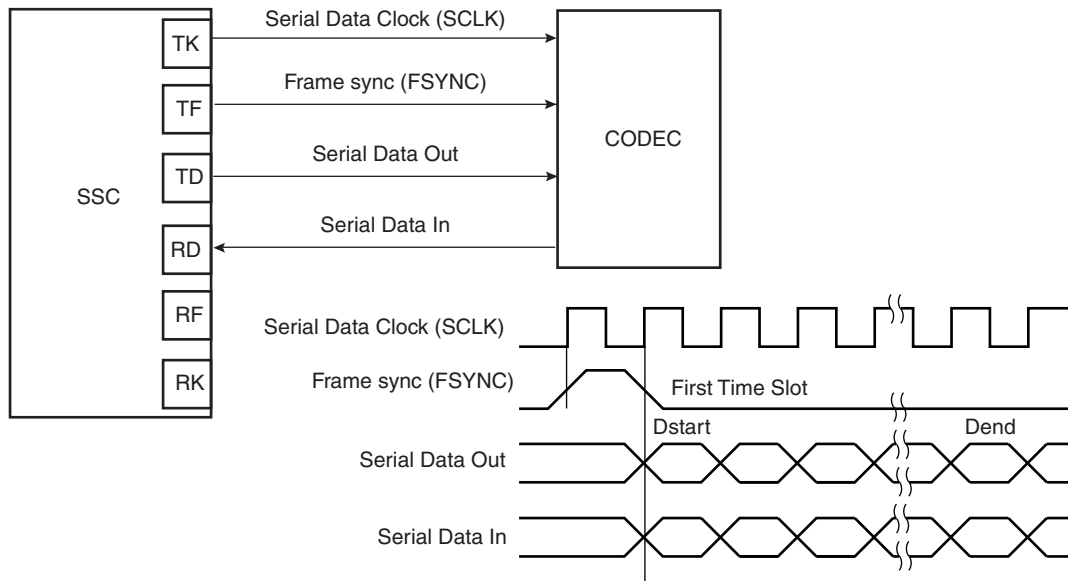 SSC
TK
TF
TD
RD
RF
RK
Serial Data Clock (SCLK)
Frame sync (FSYNC)
Serial Data Out
Serial Data In
CODEC
Serial Data Clock (SCLK)
Frame sync (FSYNC)
First Time Slot
Dstart
Dend
Serial Data Out
Serial Data In